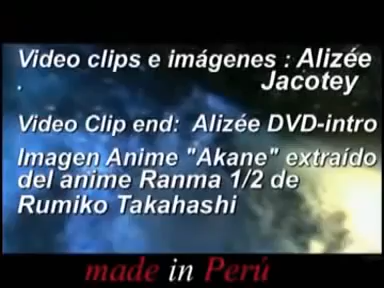 Video clips e imágenes : Alizée
. Jacotey
Video Clip end: Alizée DVD-intro
Imagen Anime "Akane" extraído
del anime Ranma 1/2 de
Rumiko Takahashi
made in Perú